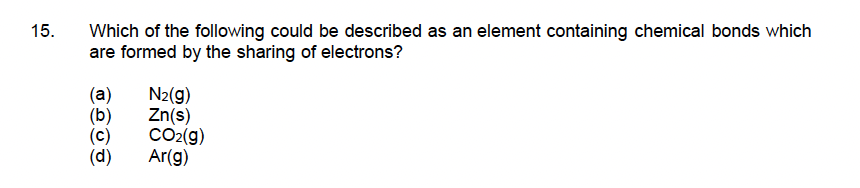 15. Which of the following could be described as an element containing chemical bonds which
are formed by the sharing of electrons?
(a) N2(g)
(b) Zn(s)
(c) CO2(g)
(d) Ar(g)